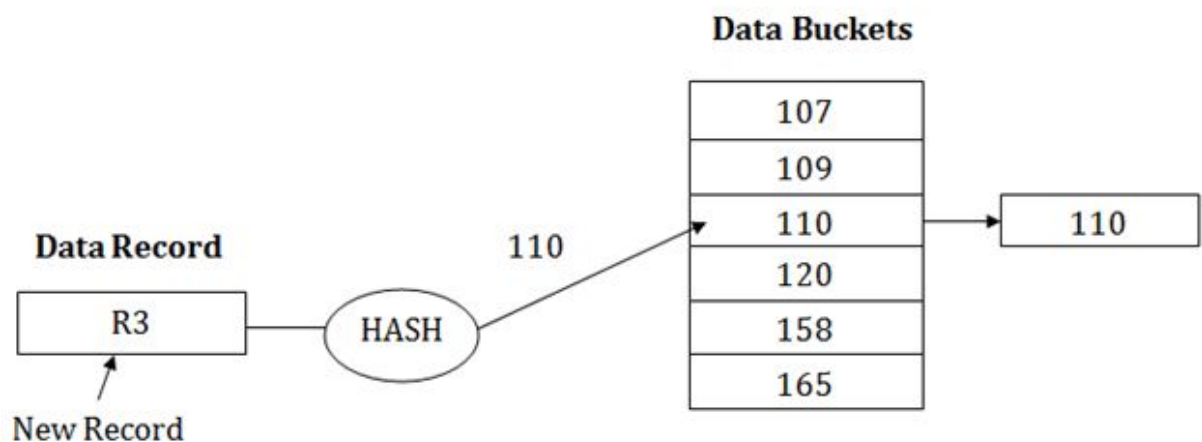 Data Buckets
107
109
110
120
158
165
110
Data Record
R3
HASH
110
New Record